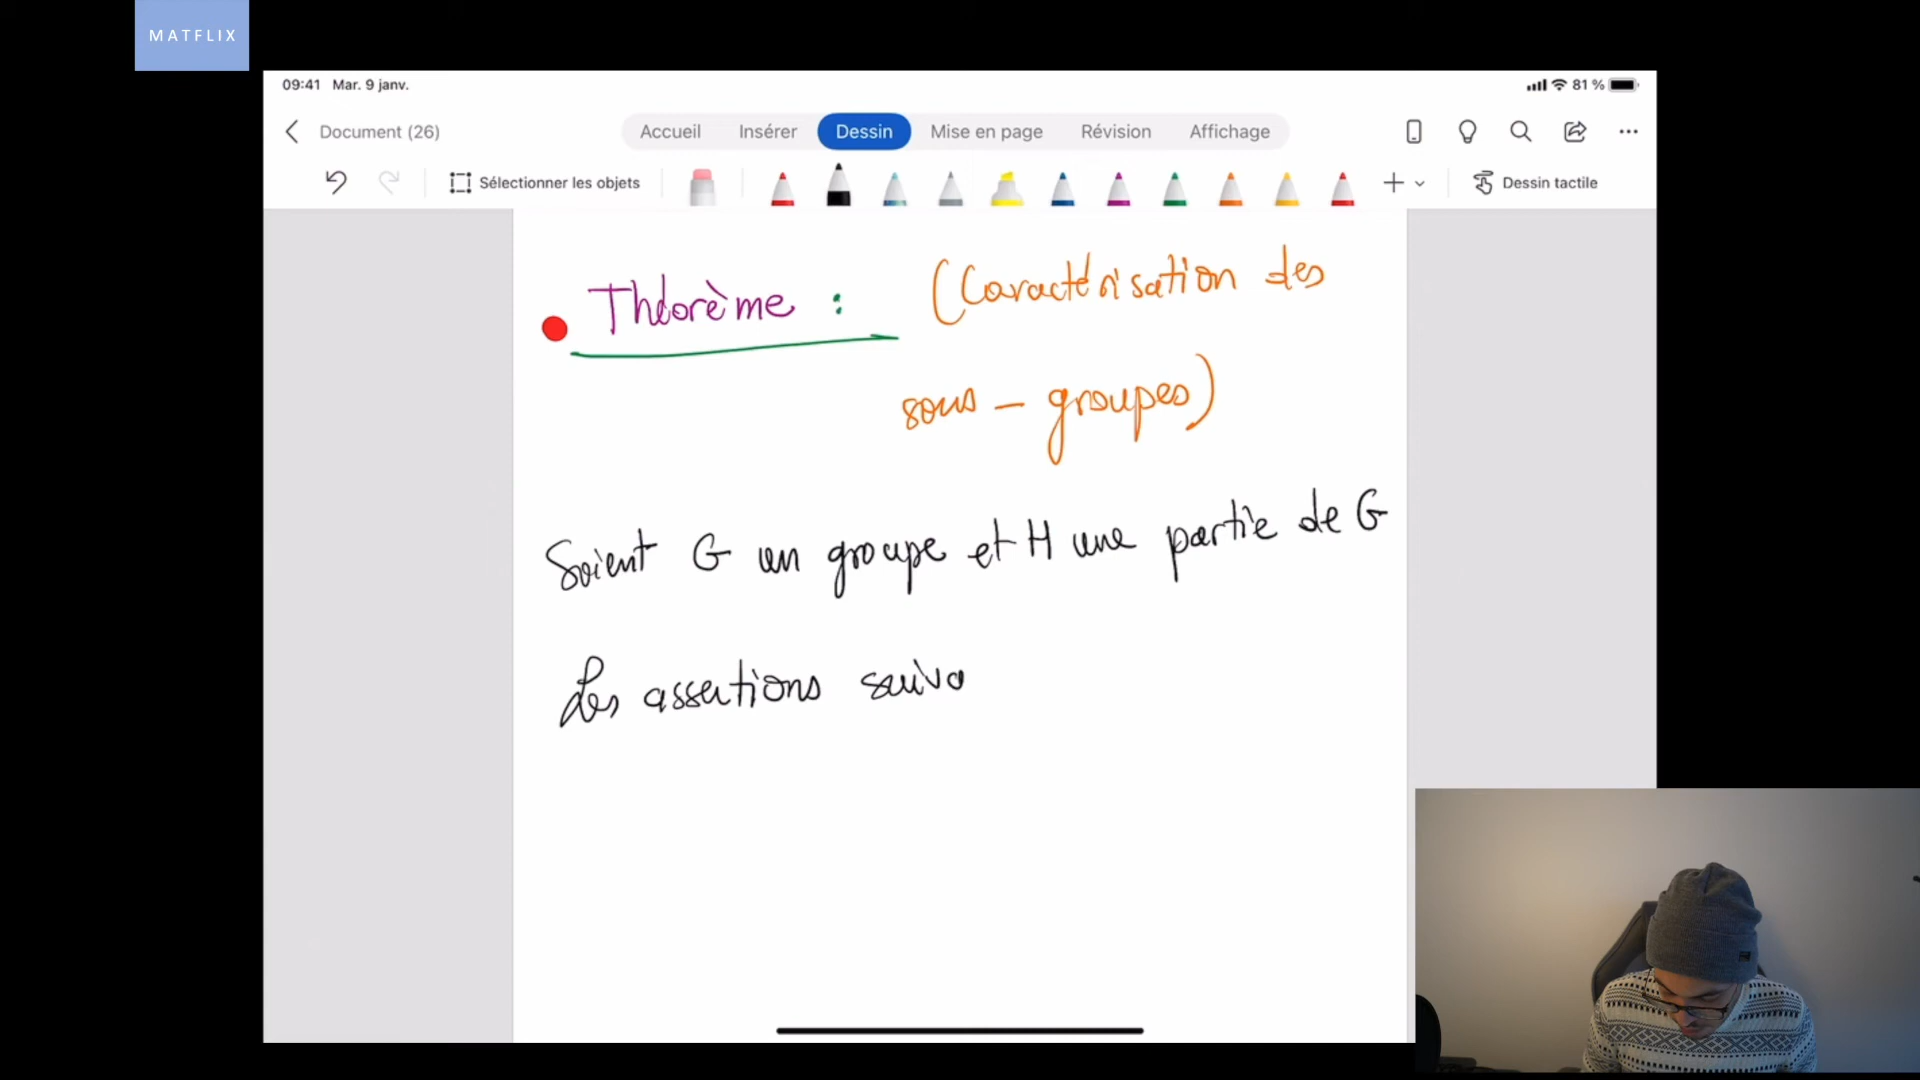 MATFLIX
09:41 Mar. 9 janv. 81 %
Document (26) Accueil Insérer Dessin Mise en page Révision Affichage
Sélectionner les objets Dessin tactile
Théorème : (Caractérisation des
sous - groupes)
Soient G un groupe et H une partie de G
Les assertions suiva